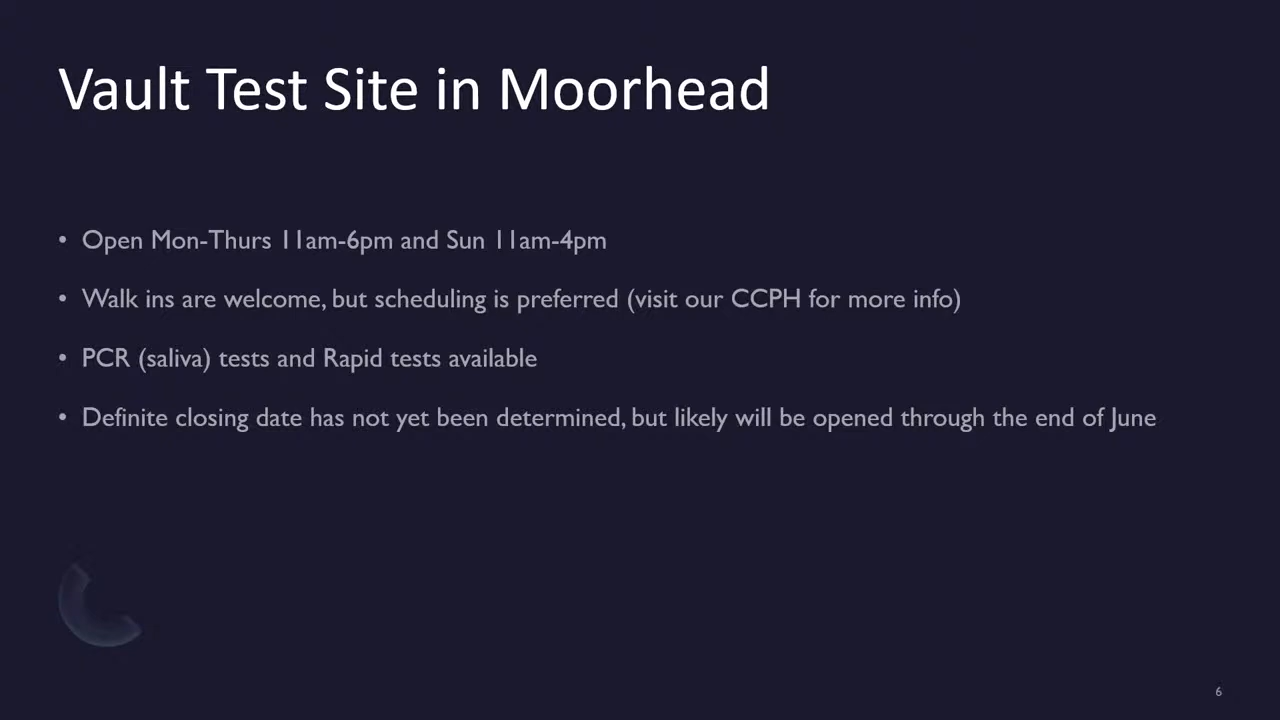 Vault Test Site in Moorhead
• Open Mon-Thurs 11am-6pm and Sun 11am-4pm
• Walk ins are welcome, but scheduling is preferred (visit our CCPH for more info)
• PCR (saliva) tests and Rapid tests available
• Definite closing date has not yet been determined, but likely will be opened through the end of June
6